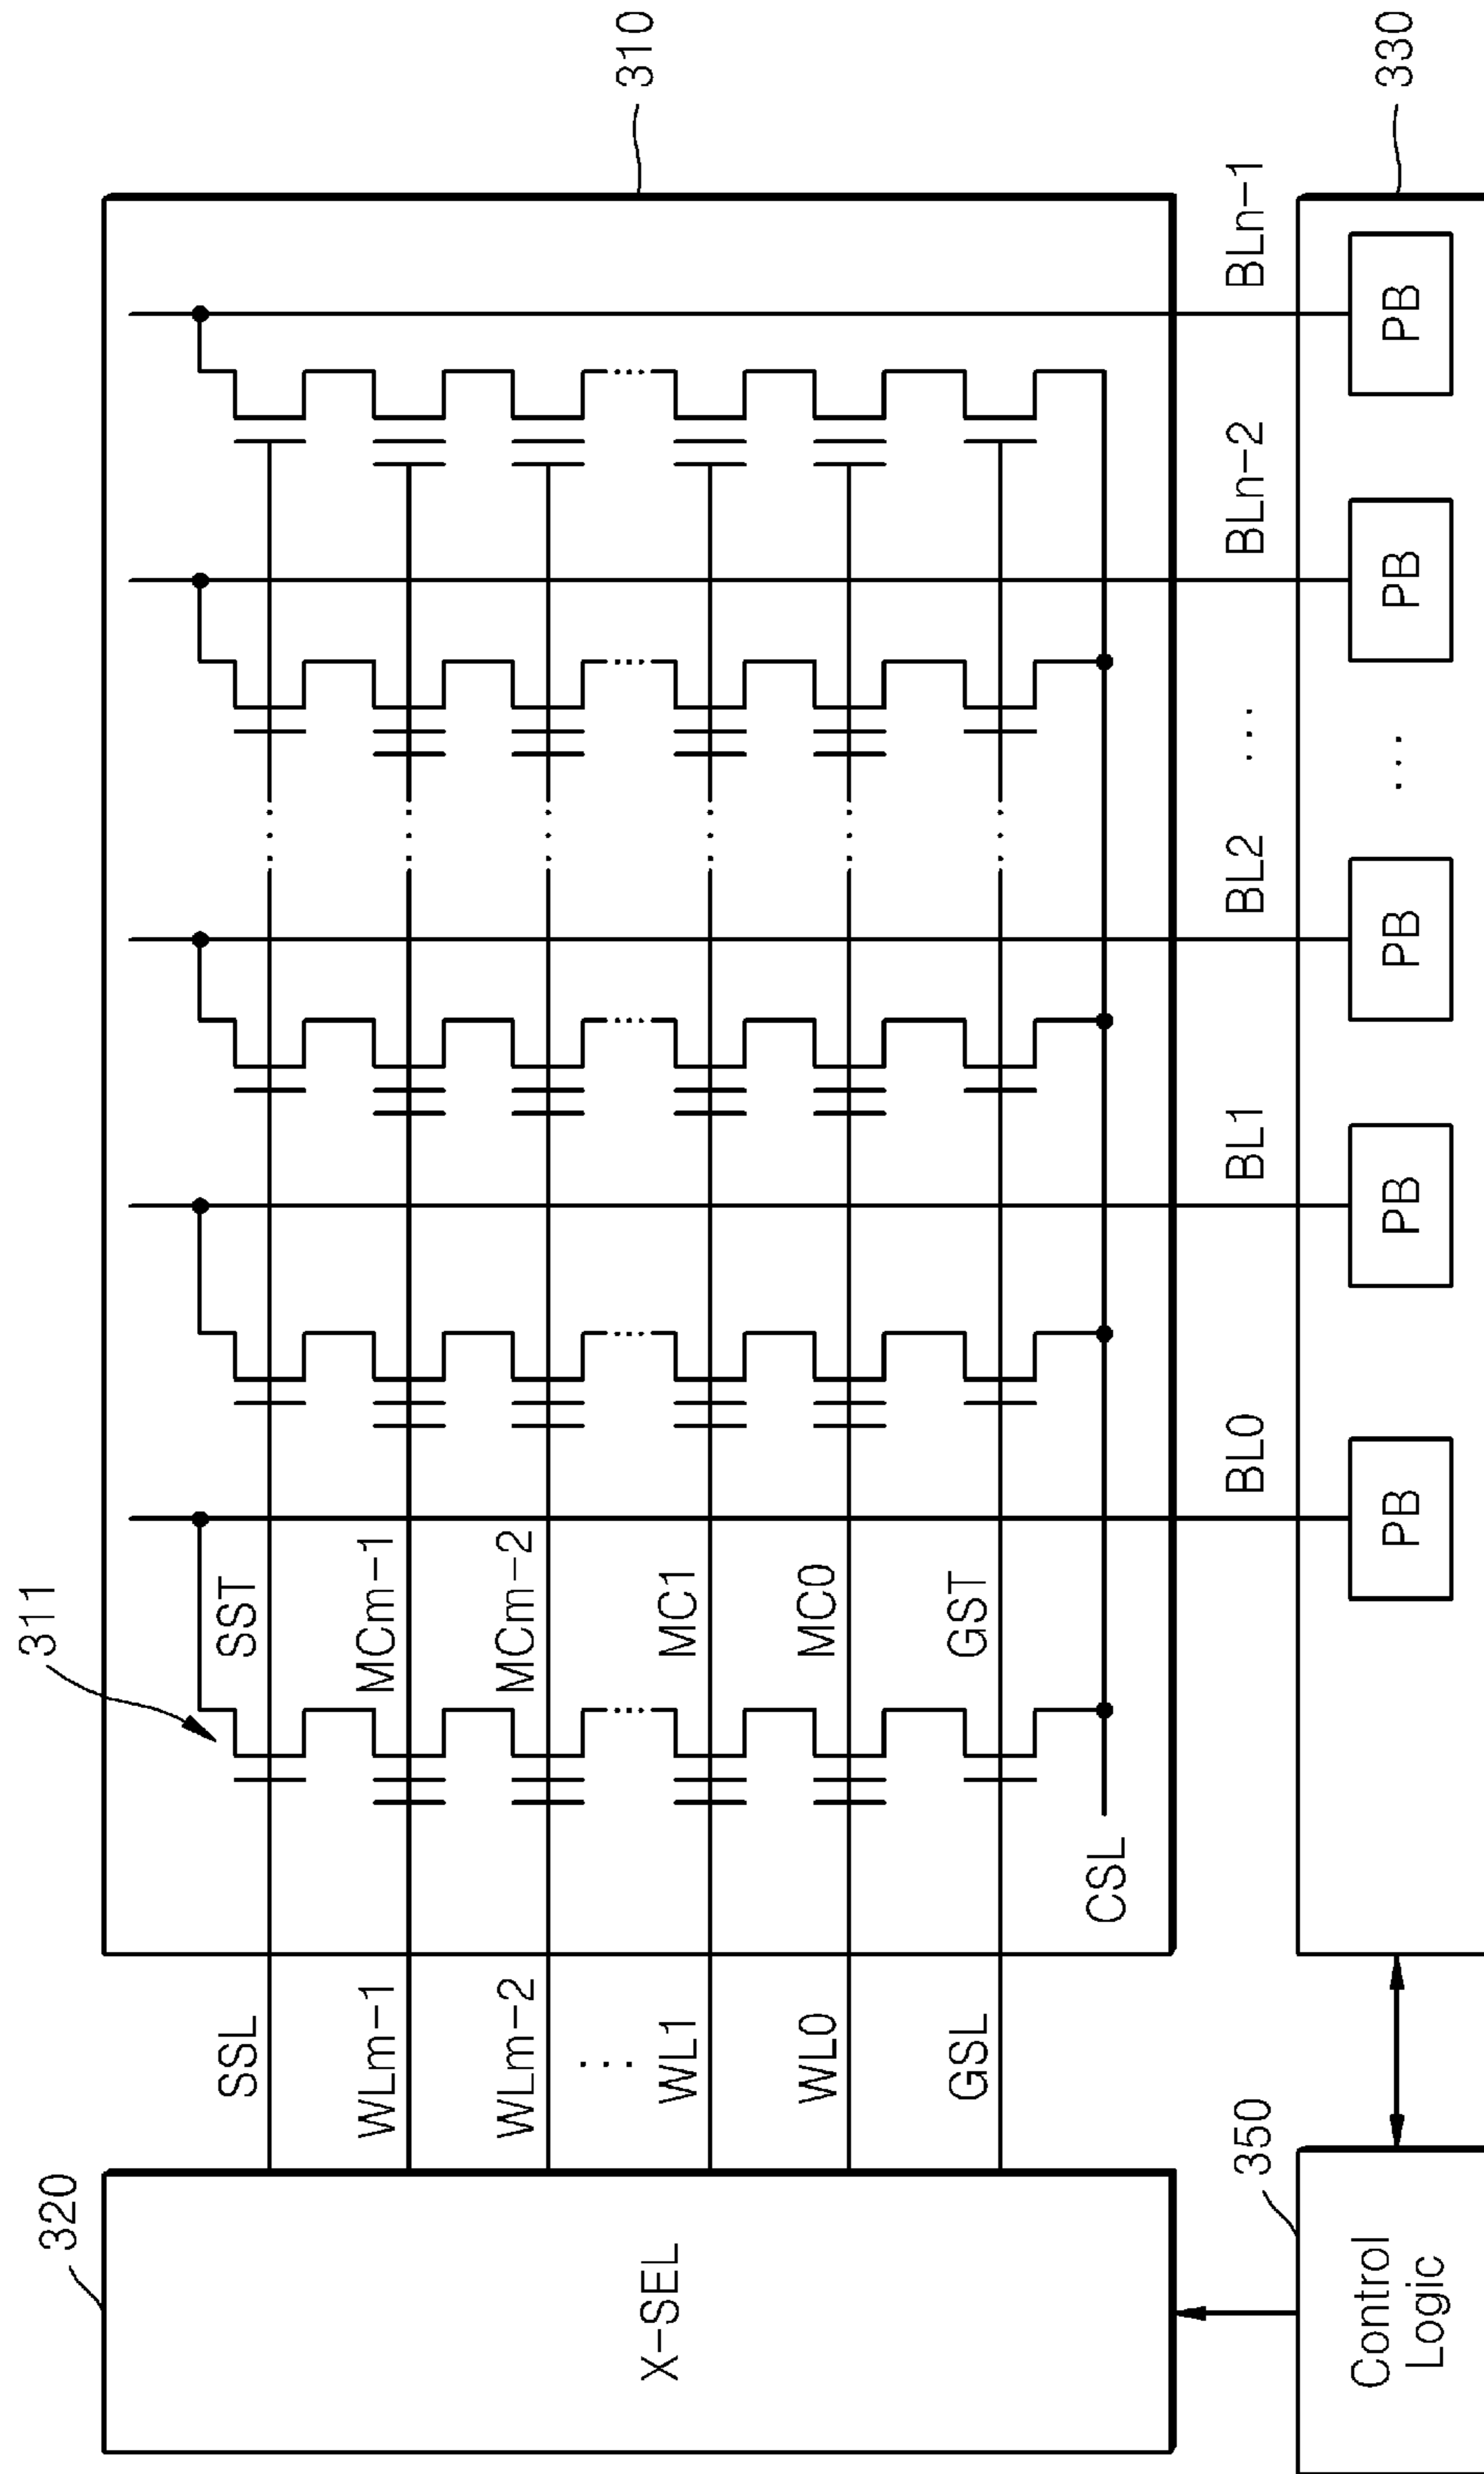 311
320
310
SSL
SST
WLm-1
MCm-1
WLm-2
MCm-2
...
WL1
MC1
WL0
MC0
GSL
GST
CSL
X-SEL
BL0
BL1
BL2
...
BLn-2
BLn-1
350
330
Control
Logic
PB
PB
PB
...
PB
PB